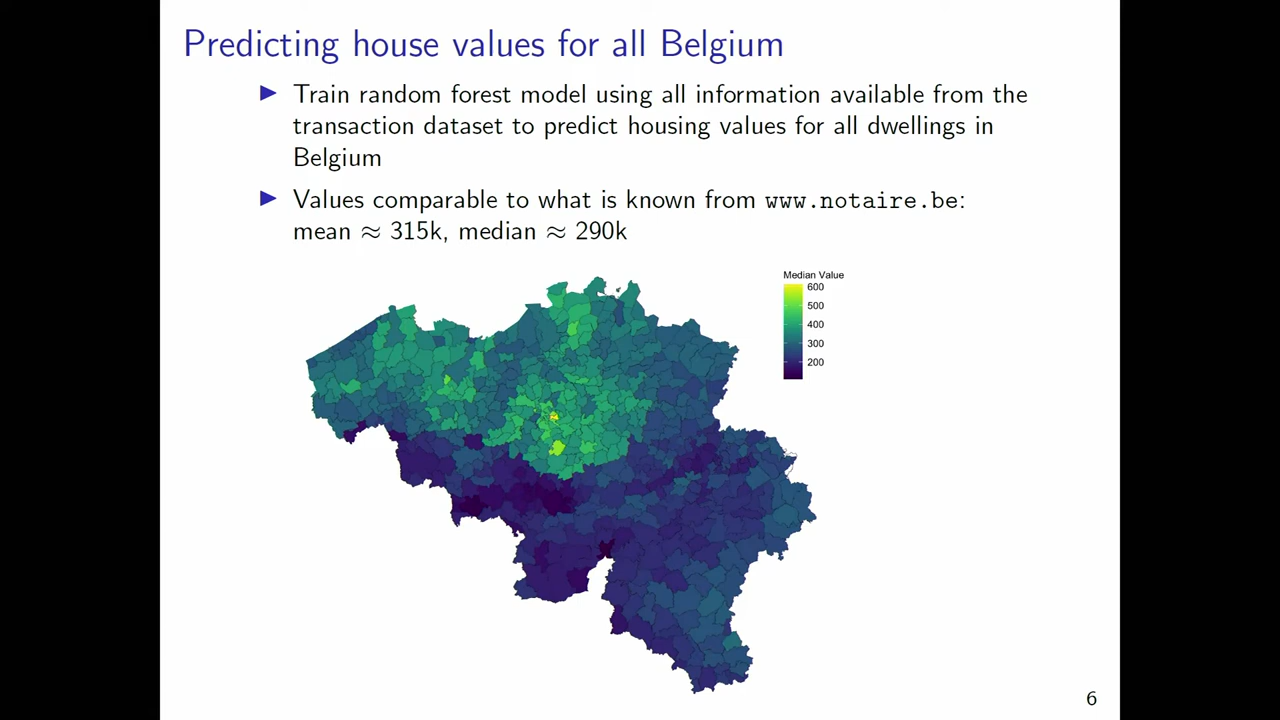 Predicting house values for all Belgium
▶ Train random forest model using all information available from the
transaction dataset to predict housing values for all dwellings in
Belgium
▶ Values comparable to what is known from www.notaire.be:
mean ≈ 315k, median ≈ 290k
Median Value
600
500
400
300
200
6